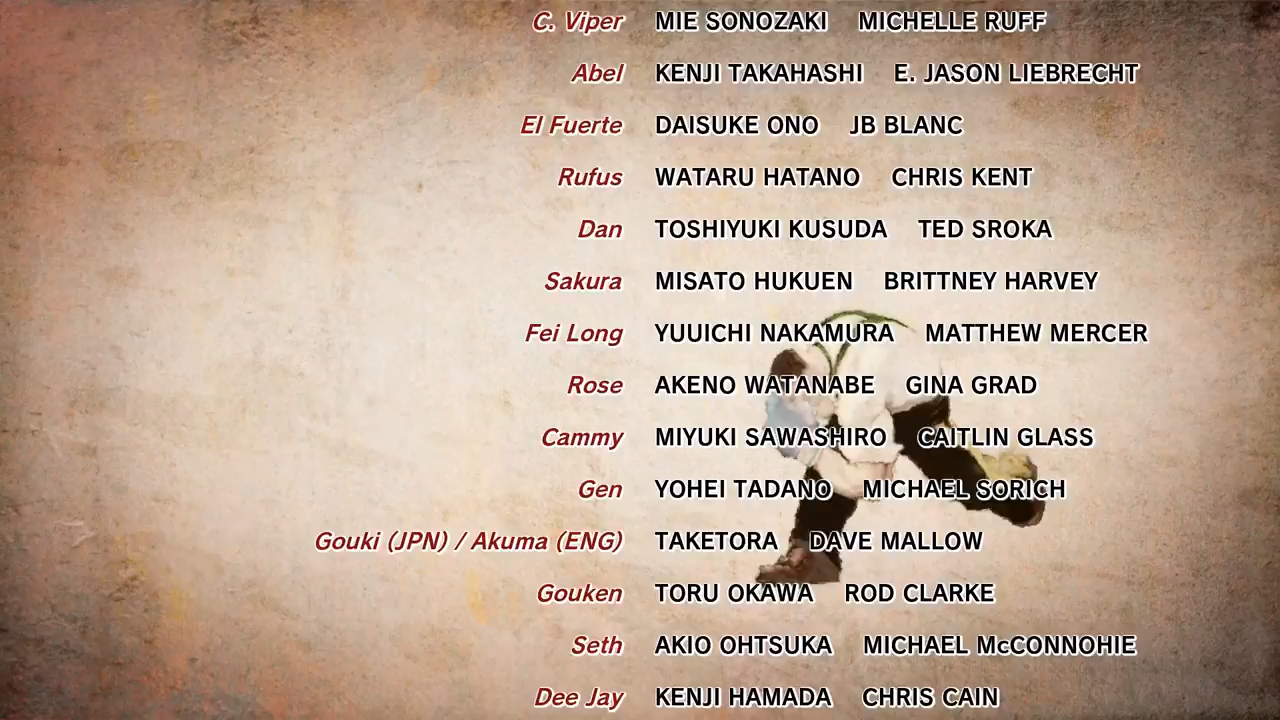 C. Viper MIE SONOZAKI MICHELLE RUFF
Abel KENJI TAKAHASHI E. JASON LIEBRECHT
El Fuerte DAISUKE ONO JB BLANC
Rufus WATARU HATANO CHRIS KENT
Dan TOSHIYUKI KUSUDA TED SROKA
Sakura MISATO HUKUEN BRITTNEY HARVEY
Fei Long YUUICHI NAKAMURA MATTHEW MERCER
Rose AKENO WATANABE GINA GRAD
Cammy MIYUKI SAWASHIRO CAITLIN GLASS
Gen YOHEI TADANO MICHAEL SORICH
Gouki (JPN) / Akuma (ENG) TAKETORA DAVE MALLOW
Gouken TORU OKAWA ROD CLARKE
Seth AKIO OHTSUKA MICHAEL McCONNOHIE
Dee Jay KENJI HAMADA CHRIS CAIN